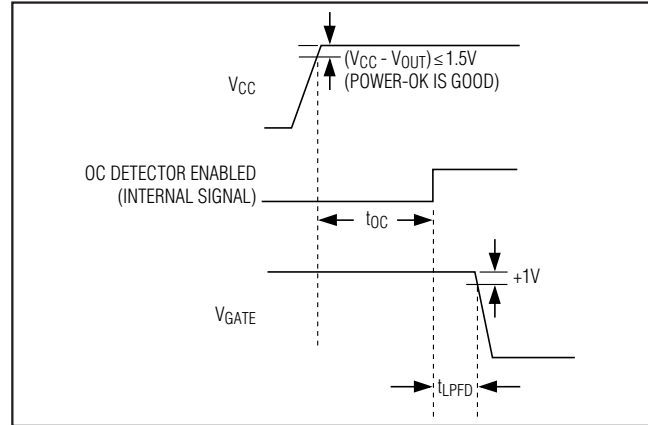 (VCC - VOUT) ≤ 1.5V
(POWER-OK IS GOOD)
VCC
OC DETECTOR ENABLED
(INTERNAL SIGNAL)
tOC
+1V
VGATE
tLPFD